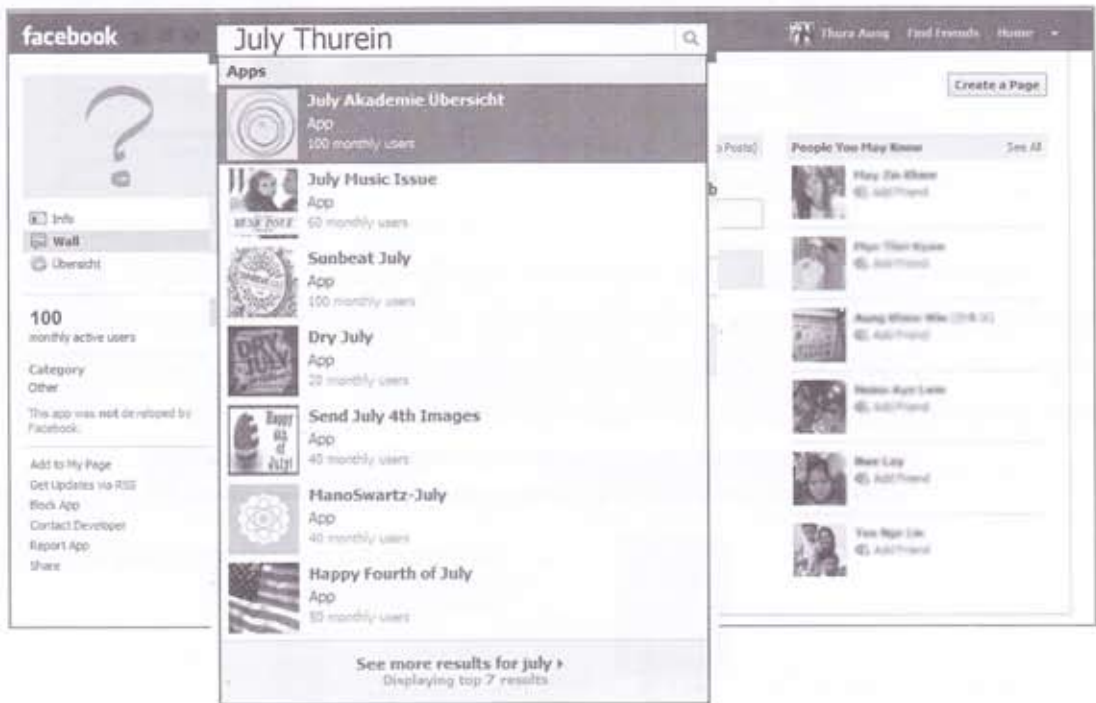 facebook
July Thurein
Thura Aung Find Friends Home
Apps
July Akademie Übersicht
App
100 monthly users
July Music Issue
App
60 monthly users
Sunbeat July
App
100 monthly users
Dry July
App
20 monthly users
Send July 4th Images
App
40 monthly users
ManoSwartz-July
App
40 monthly users
Happy Fourth of July
App
50 monthly users
See more results for july
Displaying top 7 results
Info
Wall
Übersicht
100
monthly active users
Category
Other
This app was not developed by
Facebook.
Add to My Page
Get Updates via RSS
Block App
Contact Developer
Report App
Share
Create a Page
Posts)
People You May Know See All
Add Friend
Add Friend
Add Friend
Add Friend
Add Friend
Add Friend